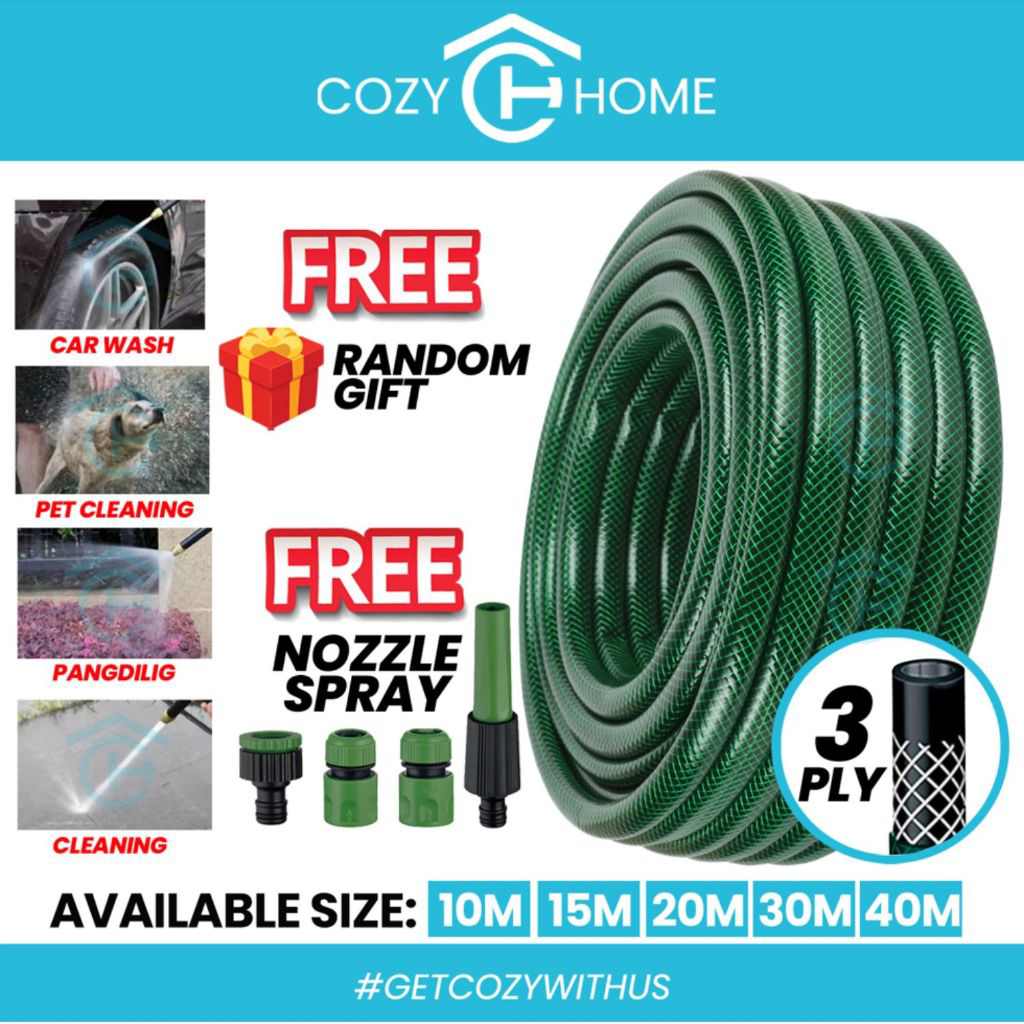 COZY HOME
FREE
RANDOM
GIFT
CAR WASH
PET CLEANING
FREE
NOZZLE
SPRAY
PANGDILIG
CLEANING
3
PLY
AVAILABLE SIZE: 10M 15M 20M 30M 40M
#GETCOZYWITHUS